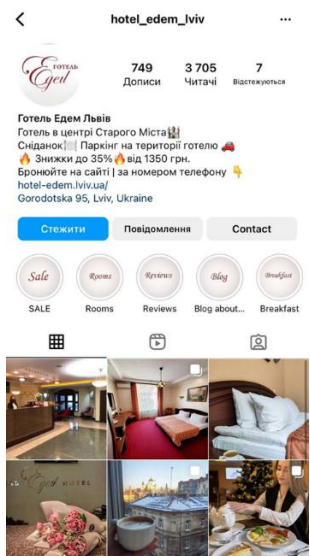 hotel_edem_lviv
ГОТЕЛЬ
Едем
749
3 705
7
Дописи
Читачі
Відстежуються
Готель Едем Львів
Готель в центрі Старого Міста🏰
Сніданок🍽️ Паркінг на території готелю 🚗
🔥 Знижки до 35%🔥від 1350 грн.
Бронюйте на сайті | за номером телефону 👇
hotel-edem.lviv.ua/
Gorodotska 95, Lviv, Ukraine
Стежити
Повідомлення
Contact
Sale
Rooms
Reviews
Blog
Breakfast
SALE
Rooms
Reviews
Blog about...
Breakfast
HOTEL